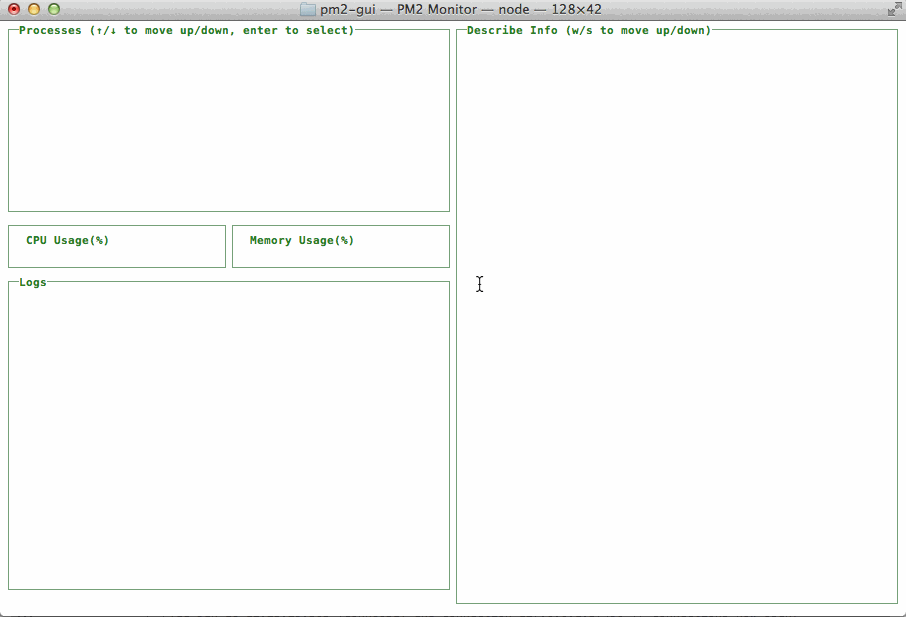 pm2-gui — PM2 Monitor — node — 128×42
Processes (↑/↓ to move up/down, enter to select)
Describe Info (w/s to move up/down)
CPU Usage(%)
Memory Usage(%)
Logs